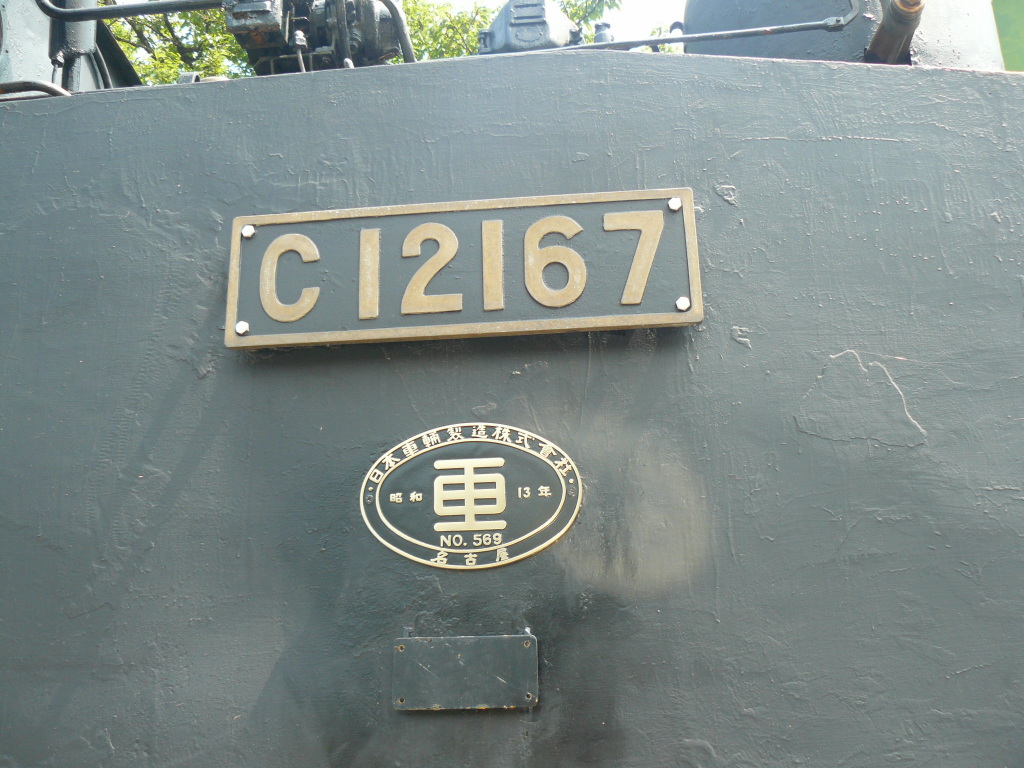 C12167
日本車輛製造株式會社
車
昭和 13年
NO. 569
名古屋